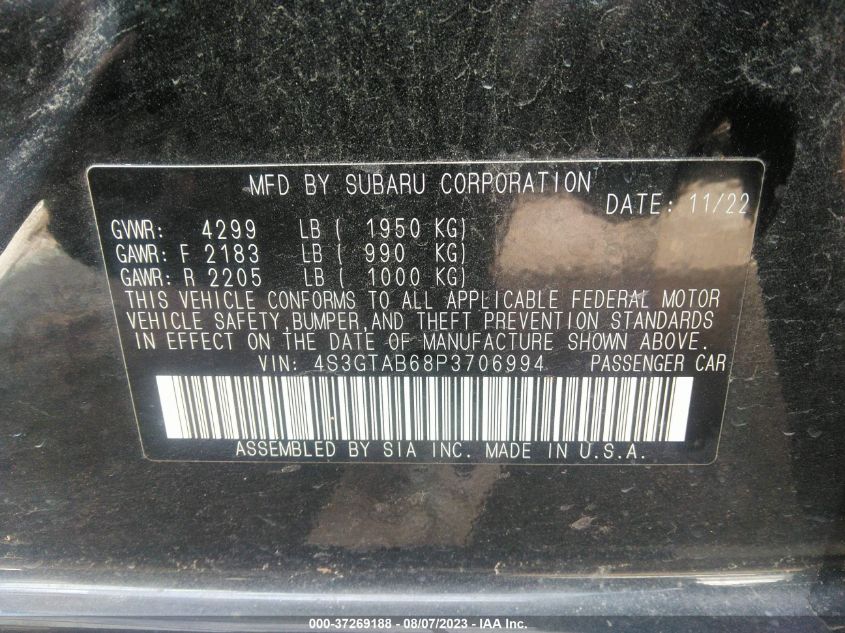 MFD BY SUBARU CORPORATION
DATE: 11/22
GVWR: 4299 LB ( 1950 KG)
GAWR: F 2183 LB ( 990 KG)
GAWR: R 2205 LB ( 1000 KG)
THIS VEHICLE CONFORMS TO ALL APPLICABLE FEDERAL MOTOR
VEHICLE SAFETY,BUMPER,AND THEFT PREVENTION STANDARDS
IN EFFECT ON THE DATE OF MANUFACTURE SHOWN ABOVE.
VIN: 4S3GTAB68P3706994 PASSENGER CAR
ASSEMBLED BY SIA INC. MADE IN U.S.A.
000-37269188 - 08/07/2023 - IAA Inc.